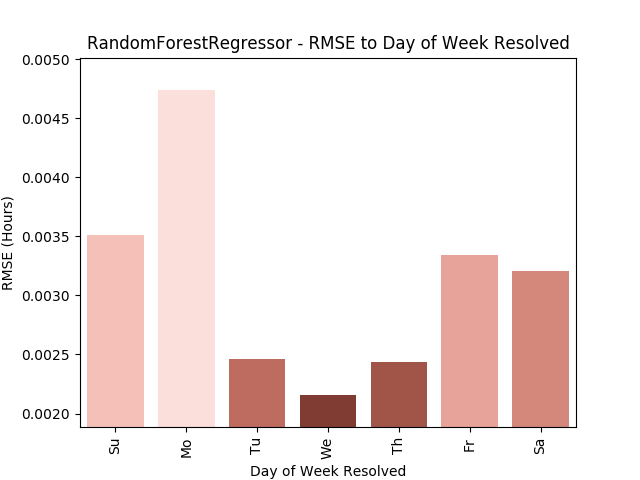 RandomForestRegressor - RMSE to Day of Week Resolved
0.0050
0.0045
0.0040
0.0035
0.0030
0.0025
0.0020
RMSE (Hours)
Su Mo Tu We Th Fr Sa
Day of Week Resolved